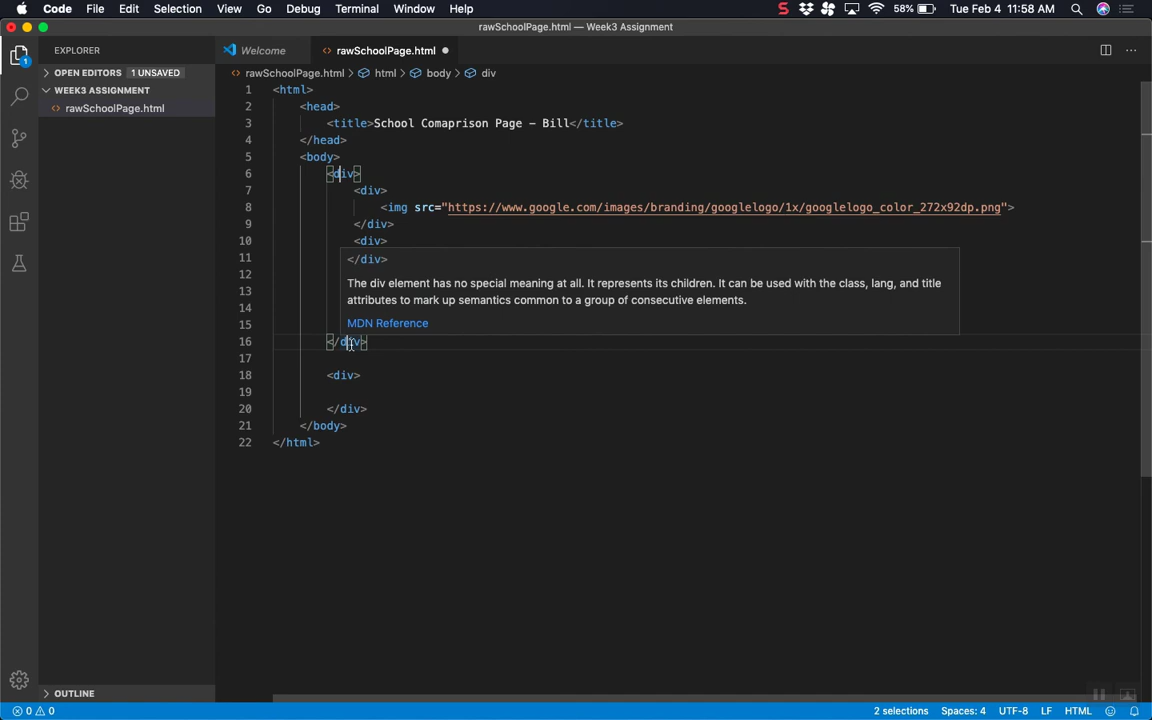 Code File Edit Selection View Go Debug Terminal Window Help 58% Tue Feb 4 11:58 AM
rawSchoolPage.html — Week3 Assignment
EXPLORER
Welcome
rawSchoolPage.html
OPEN EDITORS 1 UNSAVED
rawSchoolPage.html > html > body > div
WEEK3 ASSIGNMENT
rawSchoolPage.html
1
1 <html>
2 <head>
3 <title>School Comaprison Page - Bill</title>
4 </head>
5 <body>
6 <div>
7 <div>
8 <img src="https://www.google.com/images/branding/googlelogo/1x/googlelogo_color_272x92dp.png">
9 </div>
10 <div>
11 </div>
12
The div element has no special meaning at all. It represents its children. It can be used with the class, lang, and title
13
attributes to mark up semantics common to a group of consecutive elements.
14
15 MDN Reference
16 </div>
17
18 <div>
19
20 </div>
21 </body>
22 </html>
OUTLINE
0 0 2 selections Spaces: 4 UTF-8 LF HTML